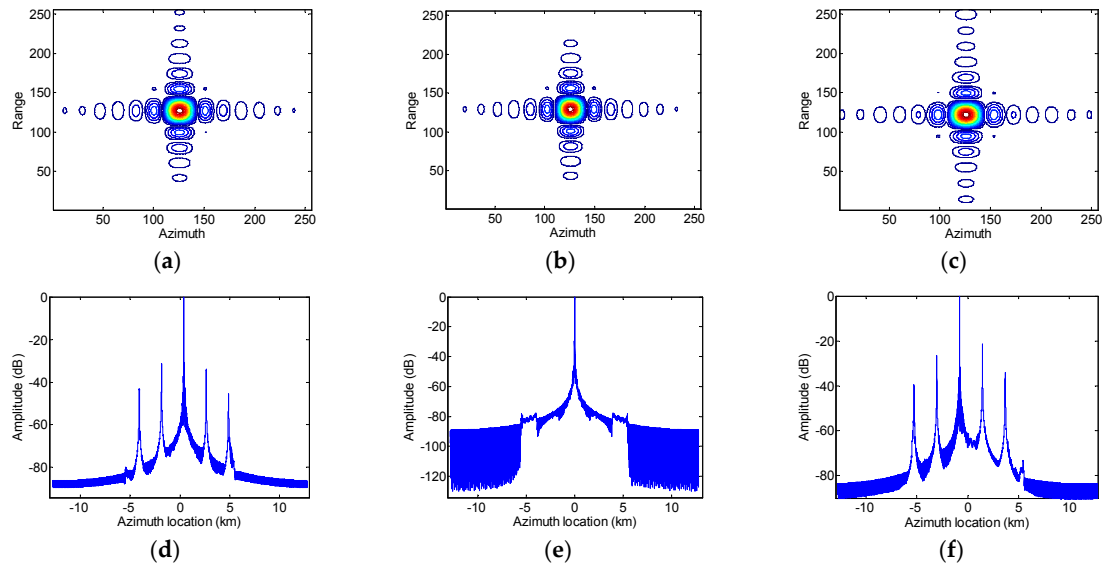 250
200
150
100
50
Range
50 100 150 200 250
Azimuth
(a)
250
200
150
100
50
Range
50 100 150 200 250
Azimuth
(b)
250
200
150
100
50
Range
50 100 150 200 250
Azimuth
(c)
0
-20
-40
-60
-80
Amplitude (dB)
-10 -5 0 5 10
Azimuth location (km)
(d)
0
-20
-40
-60
-80
-100
-120
Amplitude (dB)
-10 -5 0 5 10
Azimuth location (km)
(e)
0
-20
-40
-60
-80
Amplitude (dB)
-10 -5 0 5 10
Azimuth location (km)
(f)